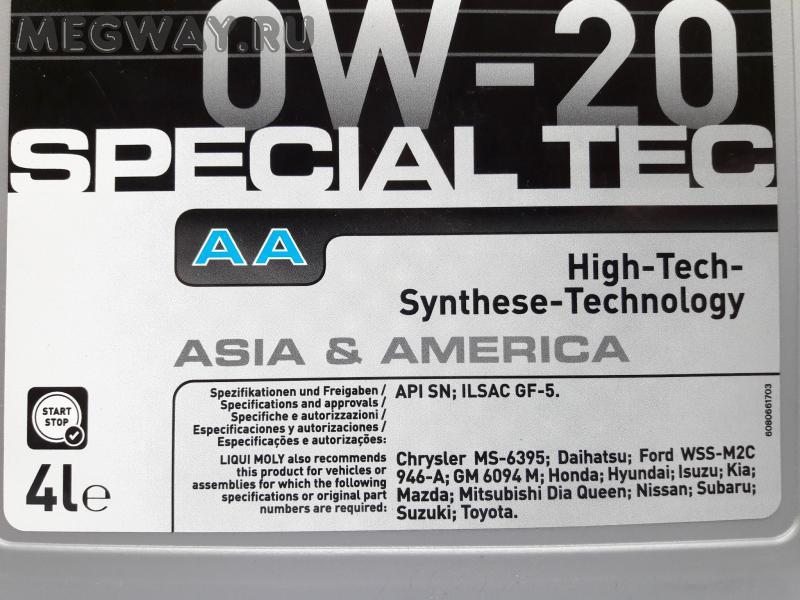 MEGWAY.RU
0W-20
SPECIAL TEC
AA
High-Tech-
Synthese-Technology
ASIA & AMERICA
START
STOP
4l e
Spezifikationen und Freigaben /
Specifications and approvals /
Specifiche e autorizzazioni /
Especificaciones y autorizaciones /
Especificações e autorizações:
API SN; ILSAC GF-5.
LIQUI MOLY also recommends
this product for vehicles or
assemblies for which the following
specifications or original part
numbers are required:
Chrysler MS-6395; Daihatsu; Ford WSS-M2C
946-A; GM 6094 M; Honda; Hyundai; Isuzu; Kia;
Mazda; Mitsubishi Dia Queen; Nissan; Subaru;
Suzuki; Toyota.
6080661703